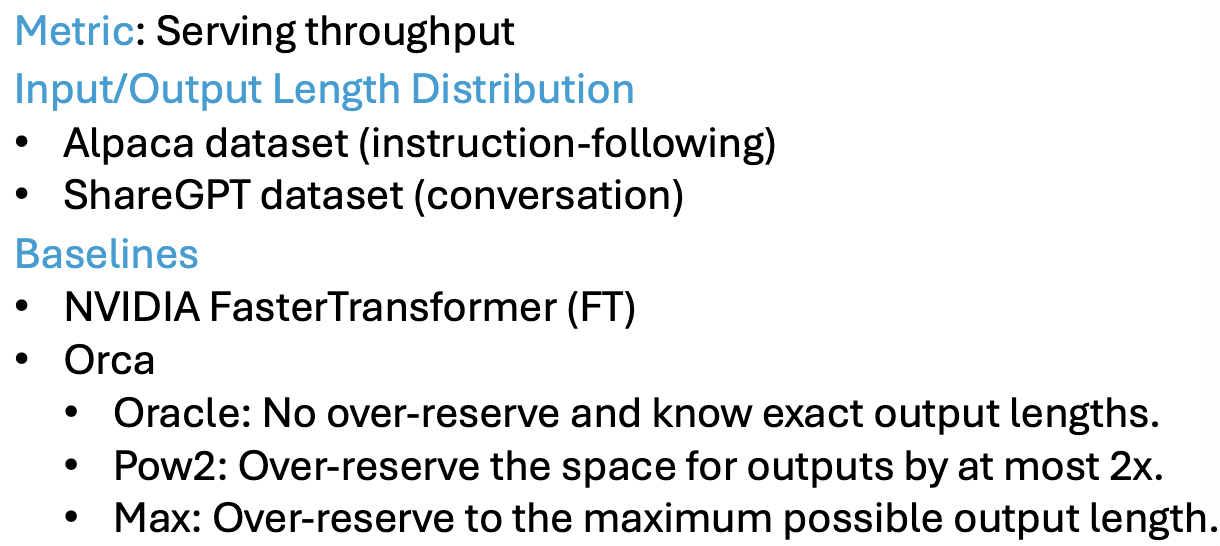 Metric: Serving throughput
Input/Output Length Distribution
• Alpaca dataset (instruction-following)
• ShareGPT dataset (conversation)
Baselines
• NVIDIA FasterTransformer (FT)
• Orca
• Oracle: No over-reserve and know exact output lengths.
• Pow2: Over-reserve the space for outputs by at most 2x.
• Max: Over-reserve to the maximum possible output length.